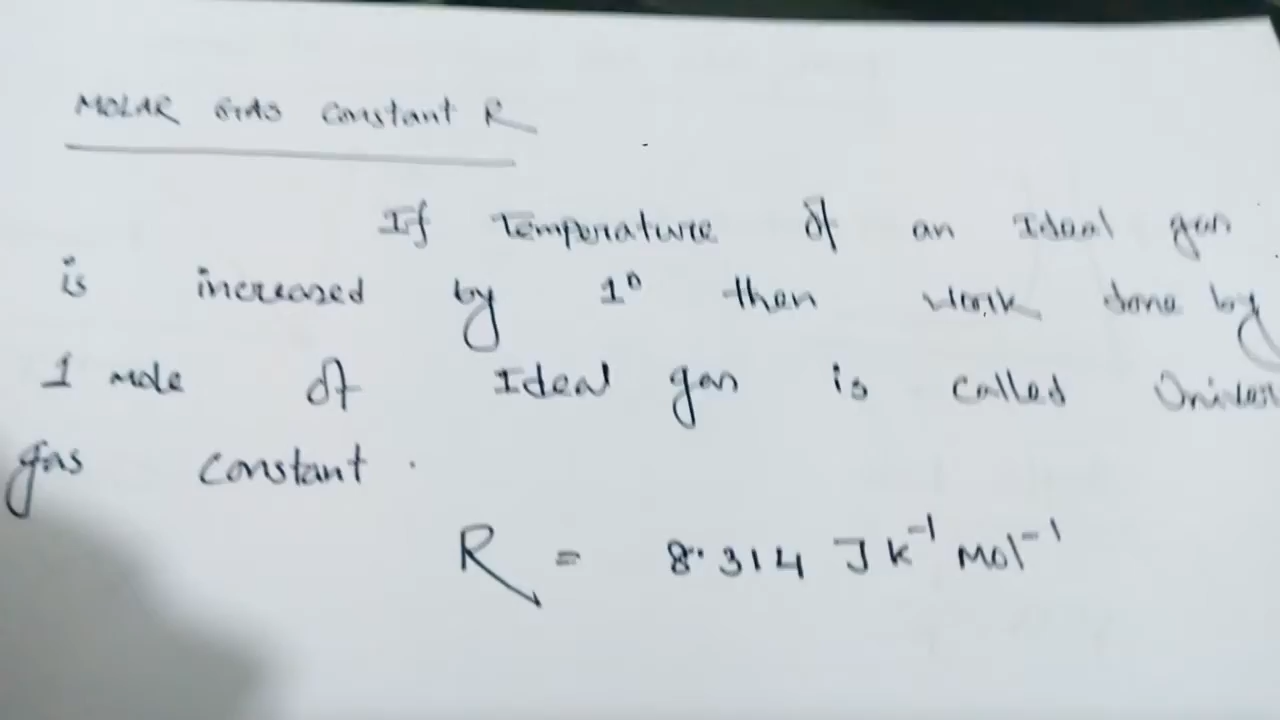 MOLAR GAS constant R
If Temperature of an Ideal gas
is increased by 1⁰ then work done by
1 mole of Ideal gas is called
gas constant.
R = 8.314 J K⁻¹ Mol⁻¹